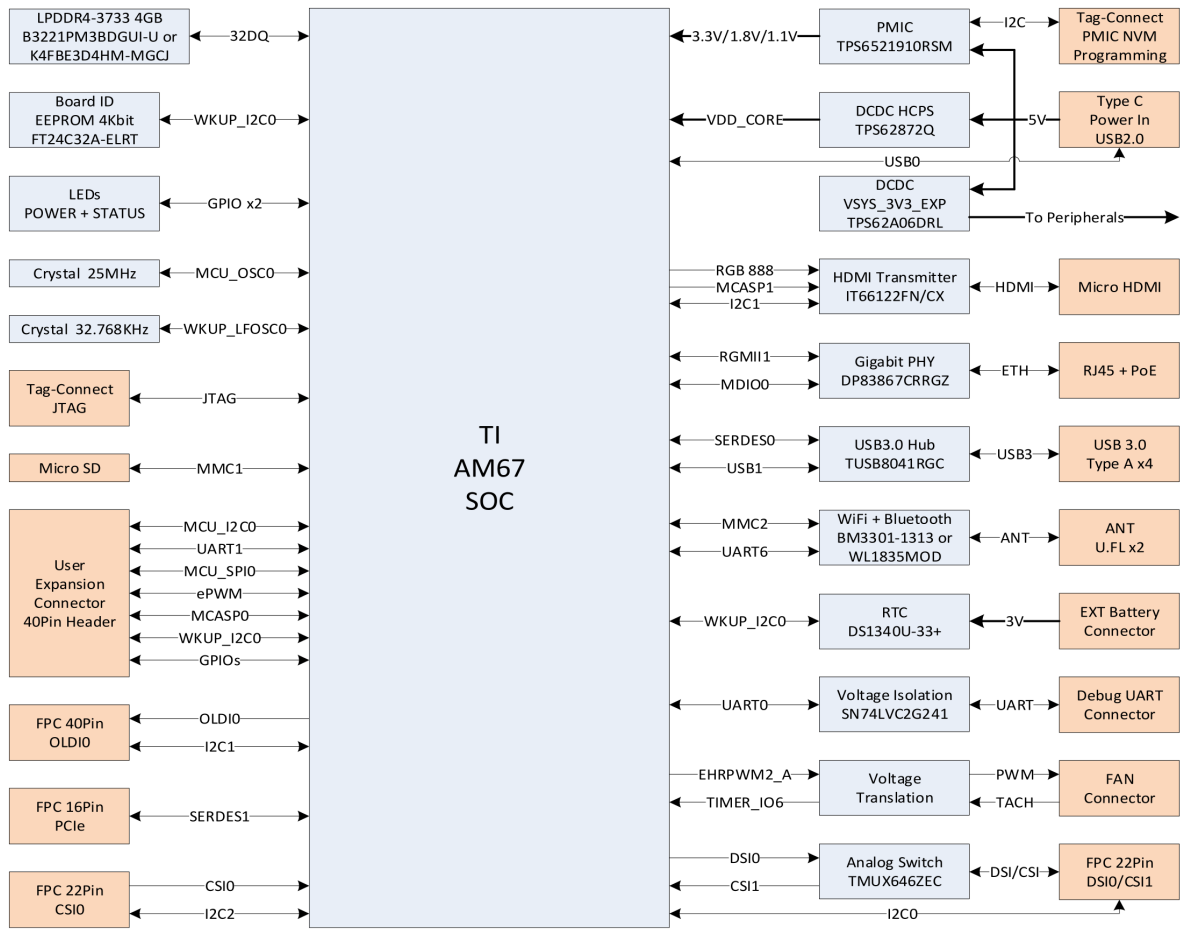 LPDDR4-3733 4GB
B3221PM3BDGUI-U or
K4FBE3D4HM-MGCJ
32DQ
Board ID
EEPROM 4Kbit
FT24C32A-ELRT
WKUP_I2C0
LEDs
POWER + STATUS
GPIO x2
Crystal 25MHz
MCU_OSC0
Crystal 32.768KHz
WKUP_LFOSC0
Tag-Connect
JTAG
JTAG
Micro SD
MMC1
User
Expansion
Connector
40Pin Header
MCU_I2C0
UART1
MCU_SPI0
ePWM
MCASP0
WKUP_I2C0
GPIOs
FPC 40Pin
OLDI0
OLDI0
I2C1
FPC 16Pin
PCIe
SERDES1
FPC 22Pin
CSI0
CSI0
I2C2
TI
AM67
SOC
3.3V/1.8V/1.1V
PMIC
TPS6521910RSM
I2C
Tag-Connect
PMIC NVM
Programming
VDD_CORE
DCDC HCPS
TPS62872Q
5V
Type C
Power In
USB2.0
USB0
DCDC
VSYS_3V3_EXP
TPS62A06DRL
To Peripherals
RGB 888
MCASP1
I2C1
HDMI Transmitter
IT66122FN/CX
HDMI
Micro HDMI
RGMII1
MDIO0
Gigabit PHY
DP83867CRRGZ
ETH
RJ45 + PoE
SERDES0
USB1
USB3.0 Hub
TUSB8041RGC
USB3
USB 3.0
Type A x4
MMC2
UART6
WiFi + Bluetooth
BM3301-1313 or
WL1835MOD
ANT
ANT
U.FL x2
WKUP_I2C0
RTC
DS1340U-33+
3V
EXT Battery
Connector
UART0
Voltage Isolation
SN74LVC2G241
UART
Debug UART
Connector
EHRPWM2_A
TIMER_IO6
Voltage
Translation
PWM
TACH
FAN
Connector
DSI0
CSI1
Analog Switch
TMUX646ZEC
DSI/CSI
FPC 22Pin
DSI0/CSI1
I2C0